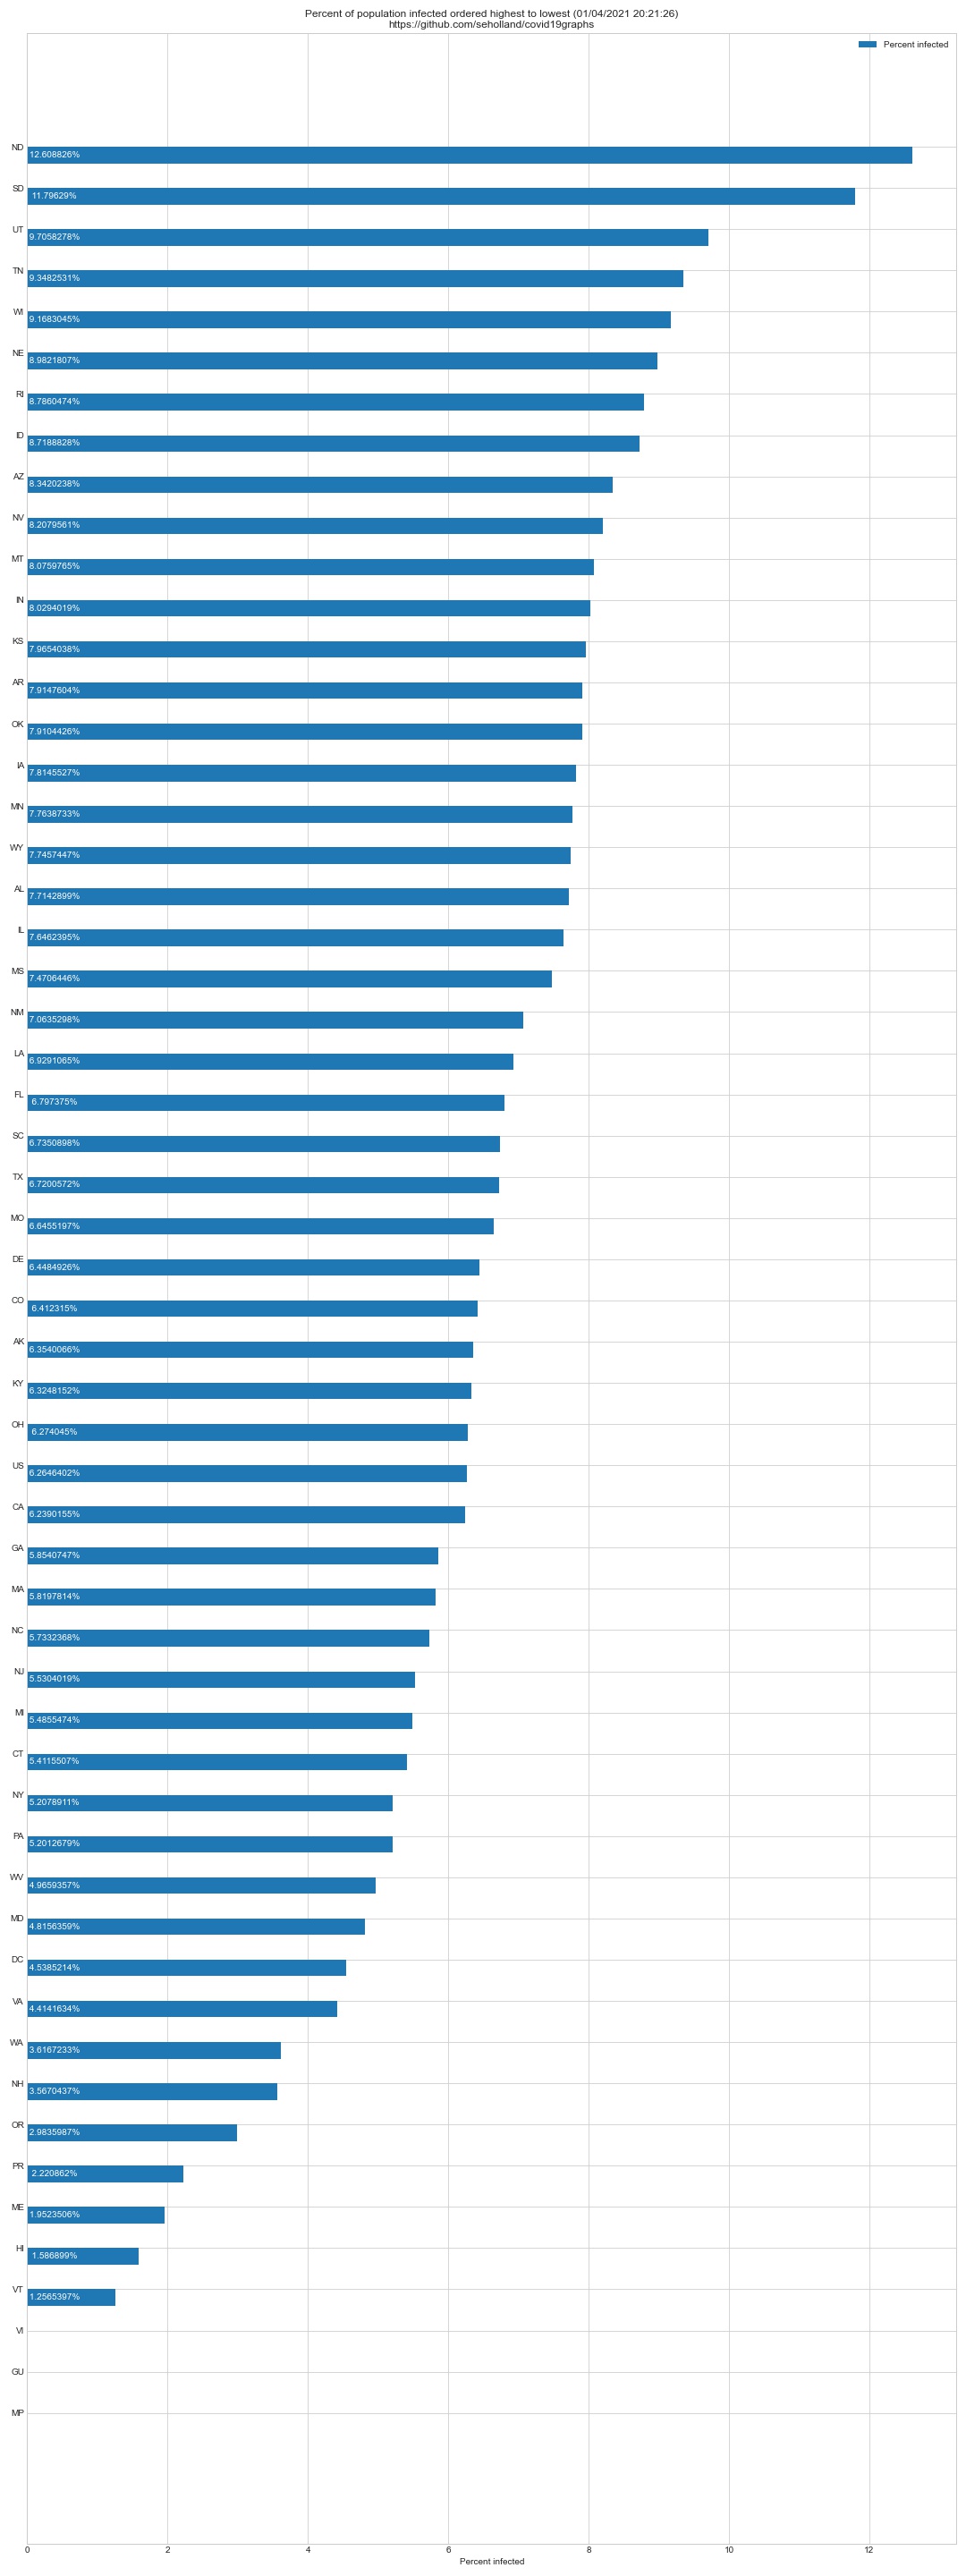 Percent of population infected ordered highest to lowest (01/04/2021 20:21:26)
https://github.com/seholland/covid19graphs
Percent infected
ND 12.608826%
SD 11.79629%
UT 9.7058278%
TN 9.3482531%
WI 9.1683045%
NE 8.9821807%
RI 8.7860474%
ID 8.7188828%
AZ 8.3420238%
NV 8.2079561%
MT 8.0759765%
IN 8.0294019%
KS 7.9654038%
AR 7.9147604%
OK 7.9104426%
IA 7.8145527%
MN 7.7638733%
WY 7.7457447%
AL 7.7142899%
IL 7.6462395%
MS 7.4706446%
NM 7.0635298%
LA 6.9291065%
FL 6.797375%
SC 6.7350898%
TX 6.7200572%
MO 6.6455197%
DE 6.4484926%
CO 6.412315%
AK 6.3540066%
KY 6.3248152%
OH 6.274045%
US 6.2646402%
CA 6.2390155%
GA 5.8540747%
MA 5.8197814%
NC 5.7332368%
NJ 5.5304019%
MI 5.4855474%
CT 5.4115507%
NY 5.2078911%
PA 5.2012679%
WV 4.9659357%
MD 4.8156359%
DC 4.5385214%
VA 4.4141634%
WA 3.6167233%
NH 3.5670437%
OR 2.9835987%
PR 2.220862%
ME 1.9523506%
HI 1.586899%
VT 1.2565397%
VI
GU
MP
0 2 4 6 8 10 12
Percent infected